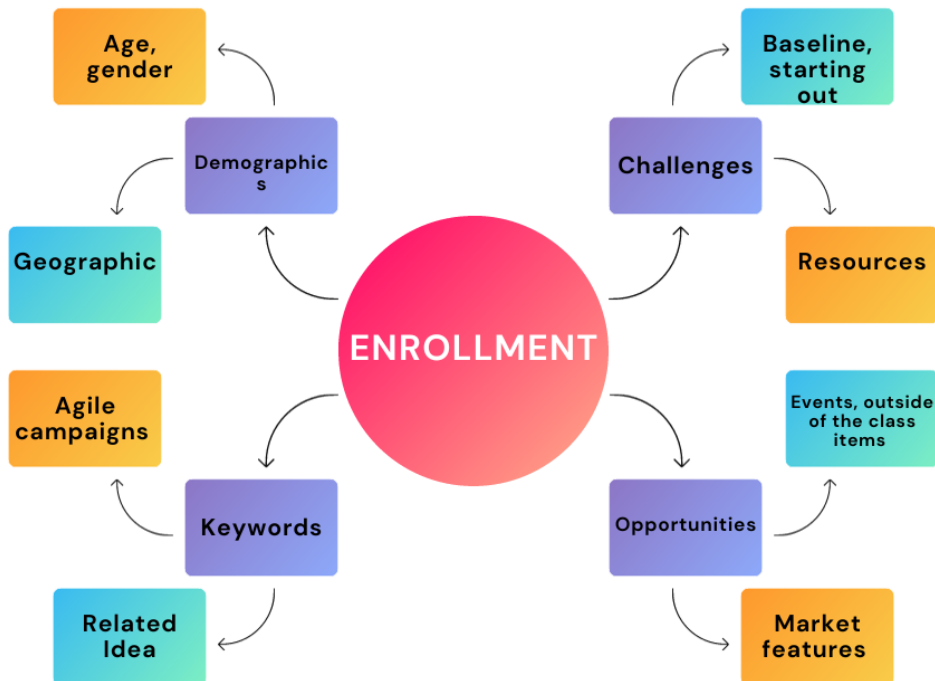 Age,
gender
Baseline,
starting
out
Demographic
s
Challenges
Geographic
Resources
ENROLLMENT
Agile
campaigns
Events, outside
of the class
items
Keywords
Opportunities
Related
Idea
Market
features